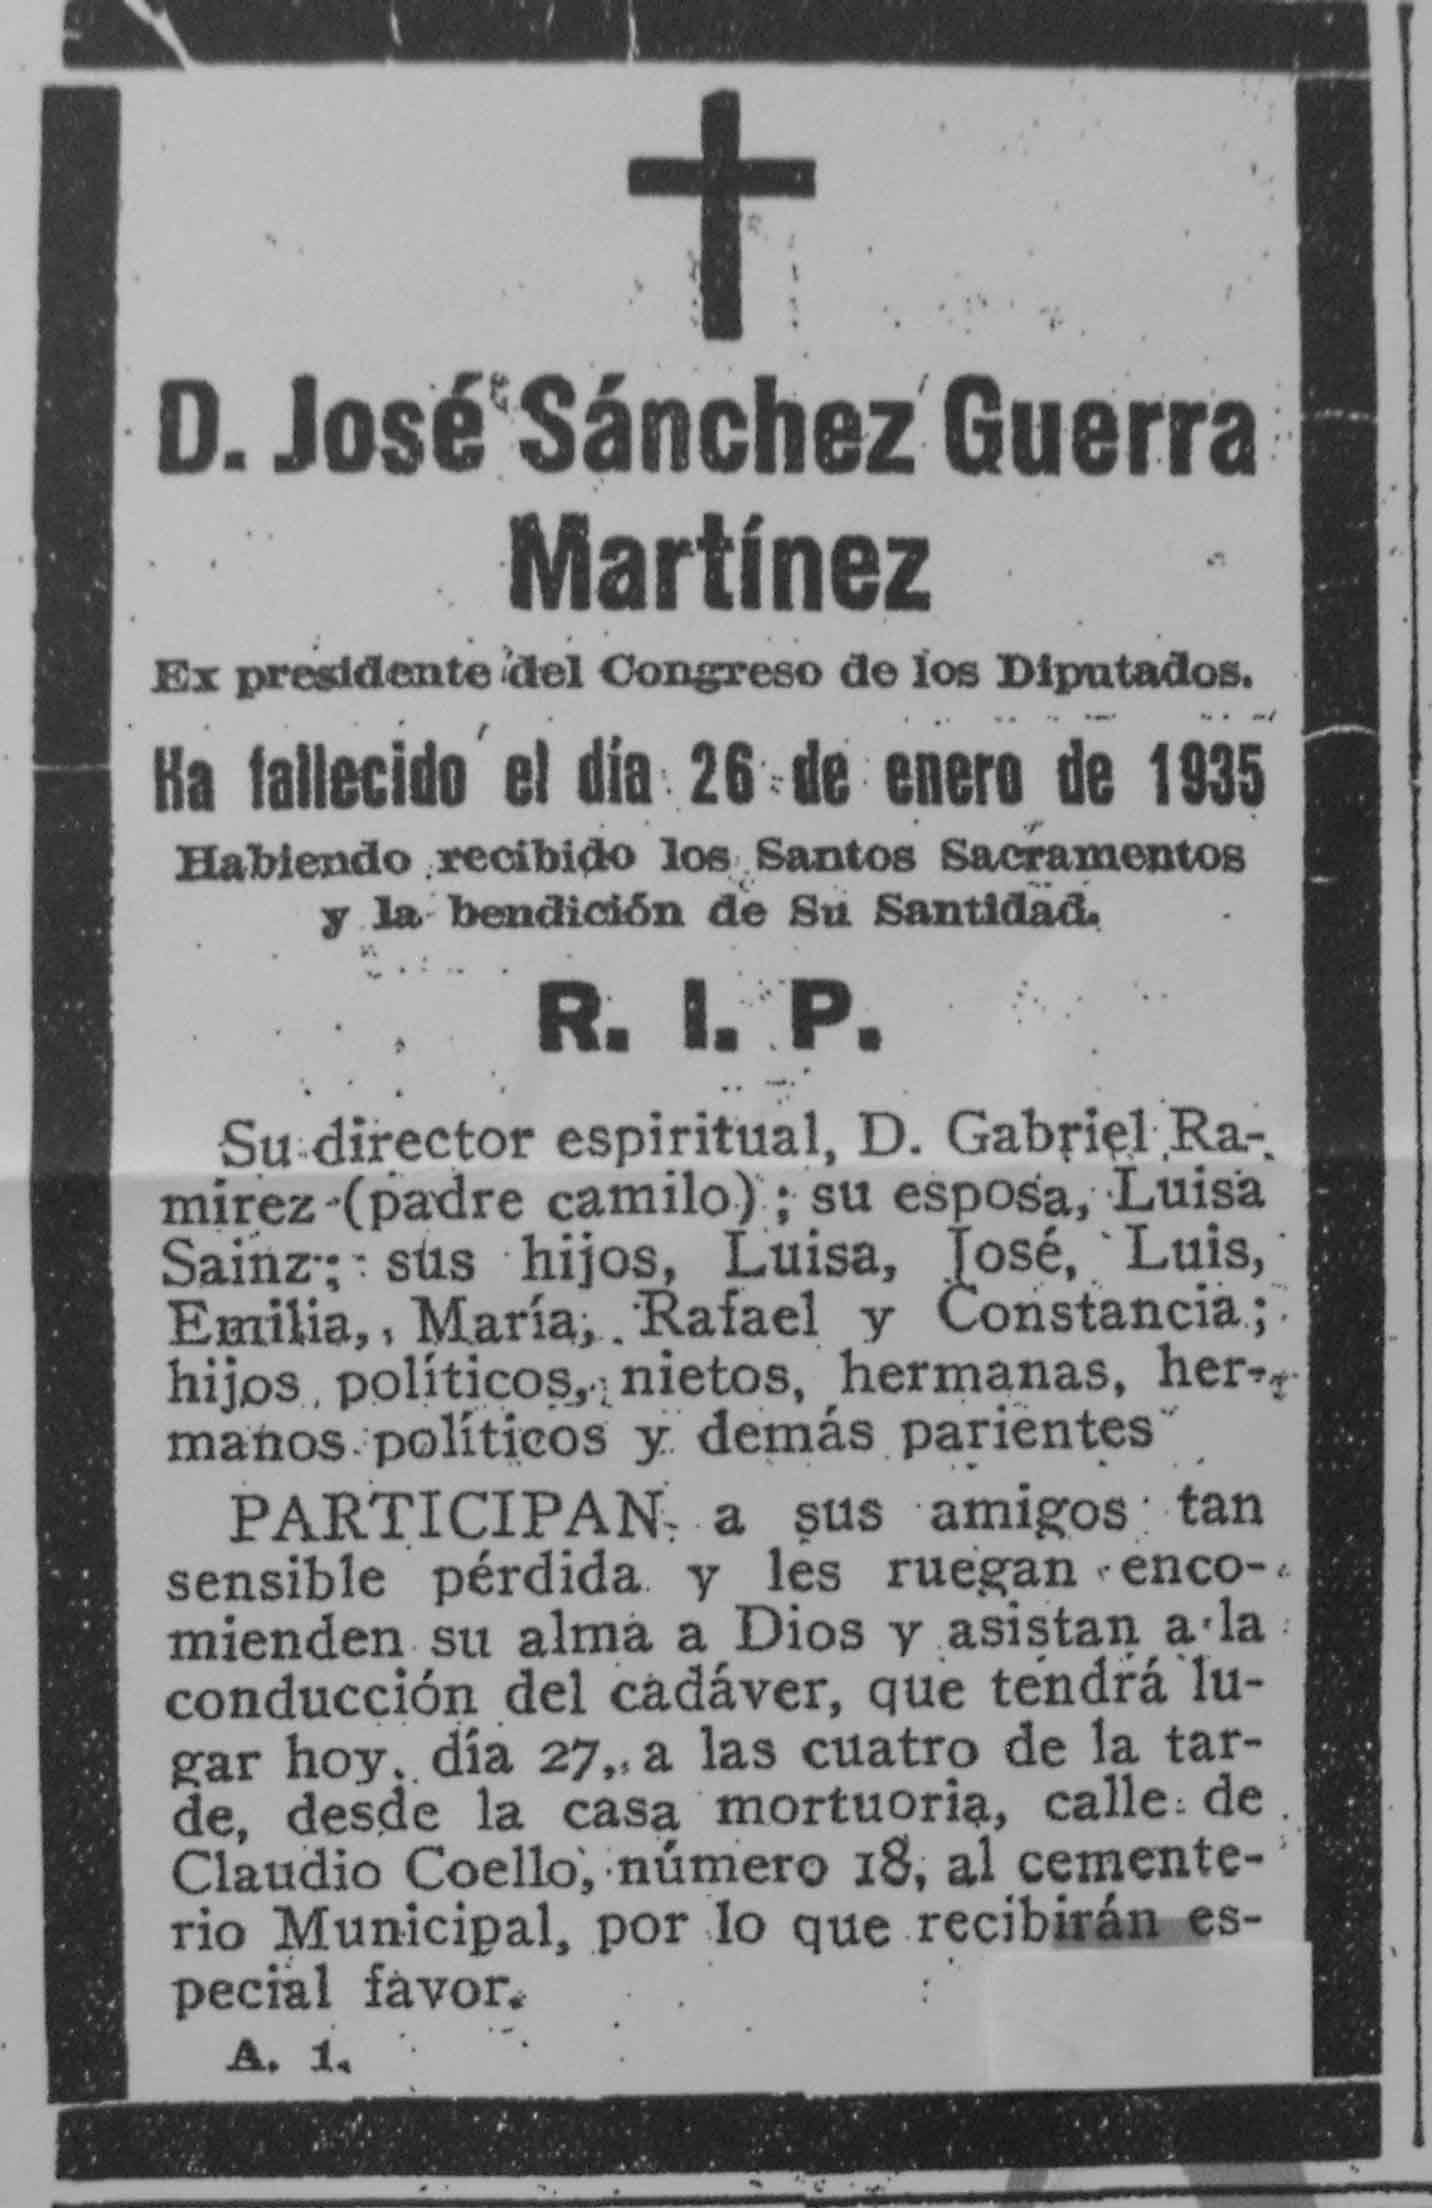 D. José Sánchez Guerra
Martínez
Ex presidente del Congreso de los Diputados.
Ha fallecido el día 26 de enero de 1935
Habiendo recibido los Santos Sacramentos
y la bendición de Su Santidad.
R. I. P.
Su director espiritual, D. Gabriel Ra-
mirez (padre camilo); su esposa, Luisa
Sainz; sus hijos, Luisa, José, Luis,
Emilia, María, Rafael y Constancia;
hijos políticos, nietos, hermanas, her-
manos políticos y demás parientes
PARTICIPAN a sus amigos tan
sensible pérdida y les ruegan enco-
mienden su alma a Dios y asistan a la
conducción del cadáver, que tendrá lu-
gar hoy, día 27, a las cuatro de la tar-
de, desde la casa mortuoria, calle de
Claudio Coello, número 18, al cemente-
rio Municipal, por lo que recibirán es-
pecial favor.
A. 1.